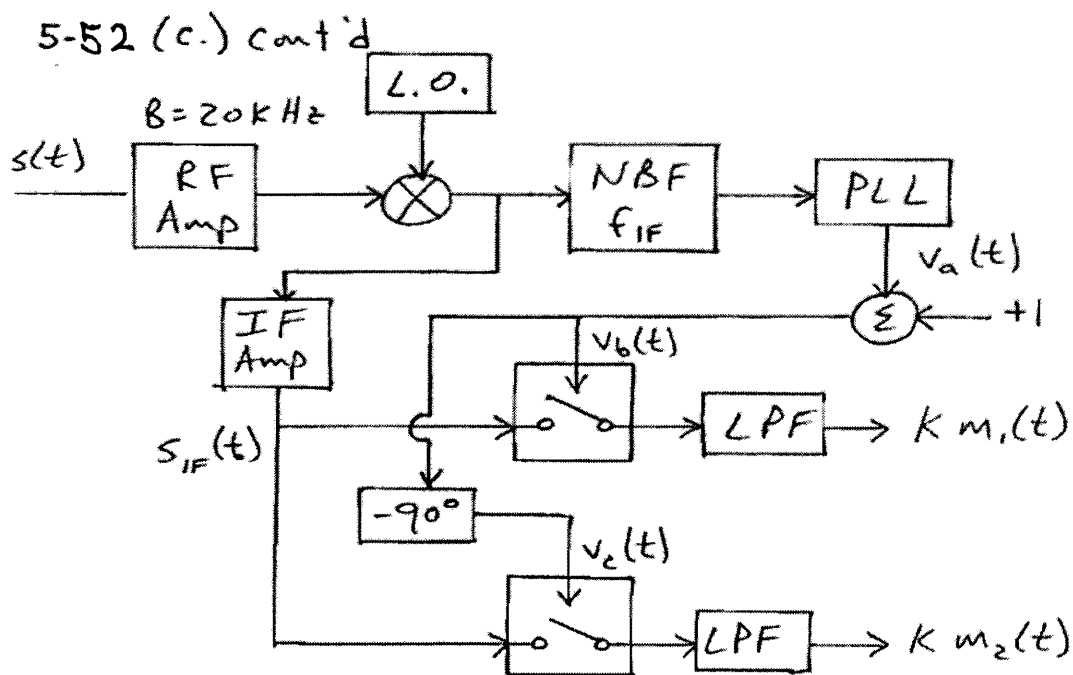 5-52 (c.) cont'd
L.O.
B = 20 K Hz
s(t)
RF
Amp
NBF
f_IF
PLL
v_a(t)
Σ
+1
IF
Amp
v_b(t)
s_IF(t)
LPF
K m_1(t)
-90°
v_c(t)
LPF
K m_2(t)